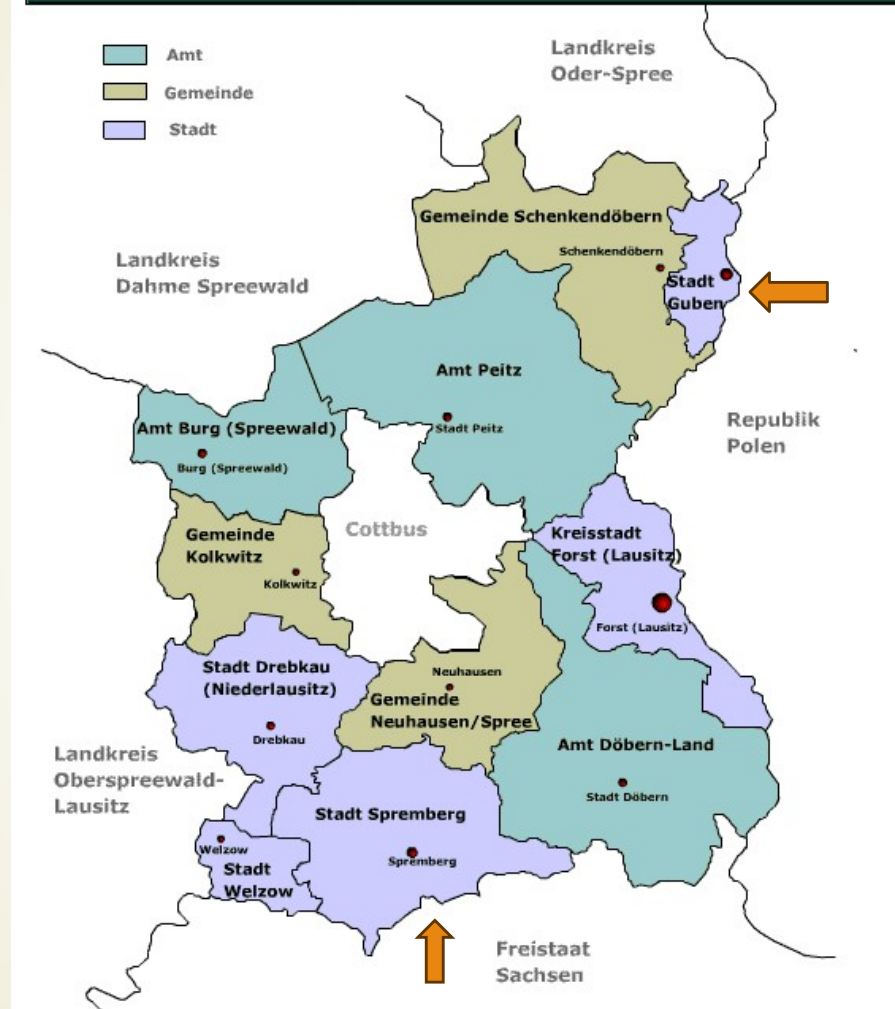 Amt
Gemeinde
Stadt
Landkreis
Oder-Spree
Gemeinde Schenkendöbern
Schenkendöbern
Stadt
Guben
Landkreis
Dahme Spreewald
Amt Peitz
Stadt Peitz
Republik
Polen
Amt Burg (Spreewald)
Burg (Spreewald)
Cottbus
Gemeinde
Kolkwitz
Kolkwitz
Kreisstadt
Forst (Lausitz)
Forst (Lausitz)
Stadt Drebkau
(Niederlausitz)
Drebkau
Neuhausen
Gemeinde
Neuhausen/Spree
Amt Döbern-Land
Stadt Döbern
Landkreis
Oberspreewald-
Lausitz
Stadt Spremberg
Spremberg
Welzow
Stadt
Welzow
Freistaat
Sachsen